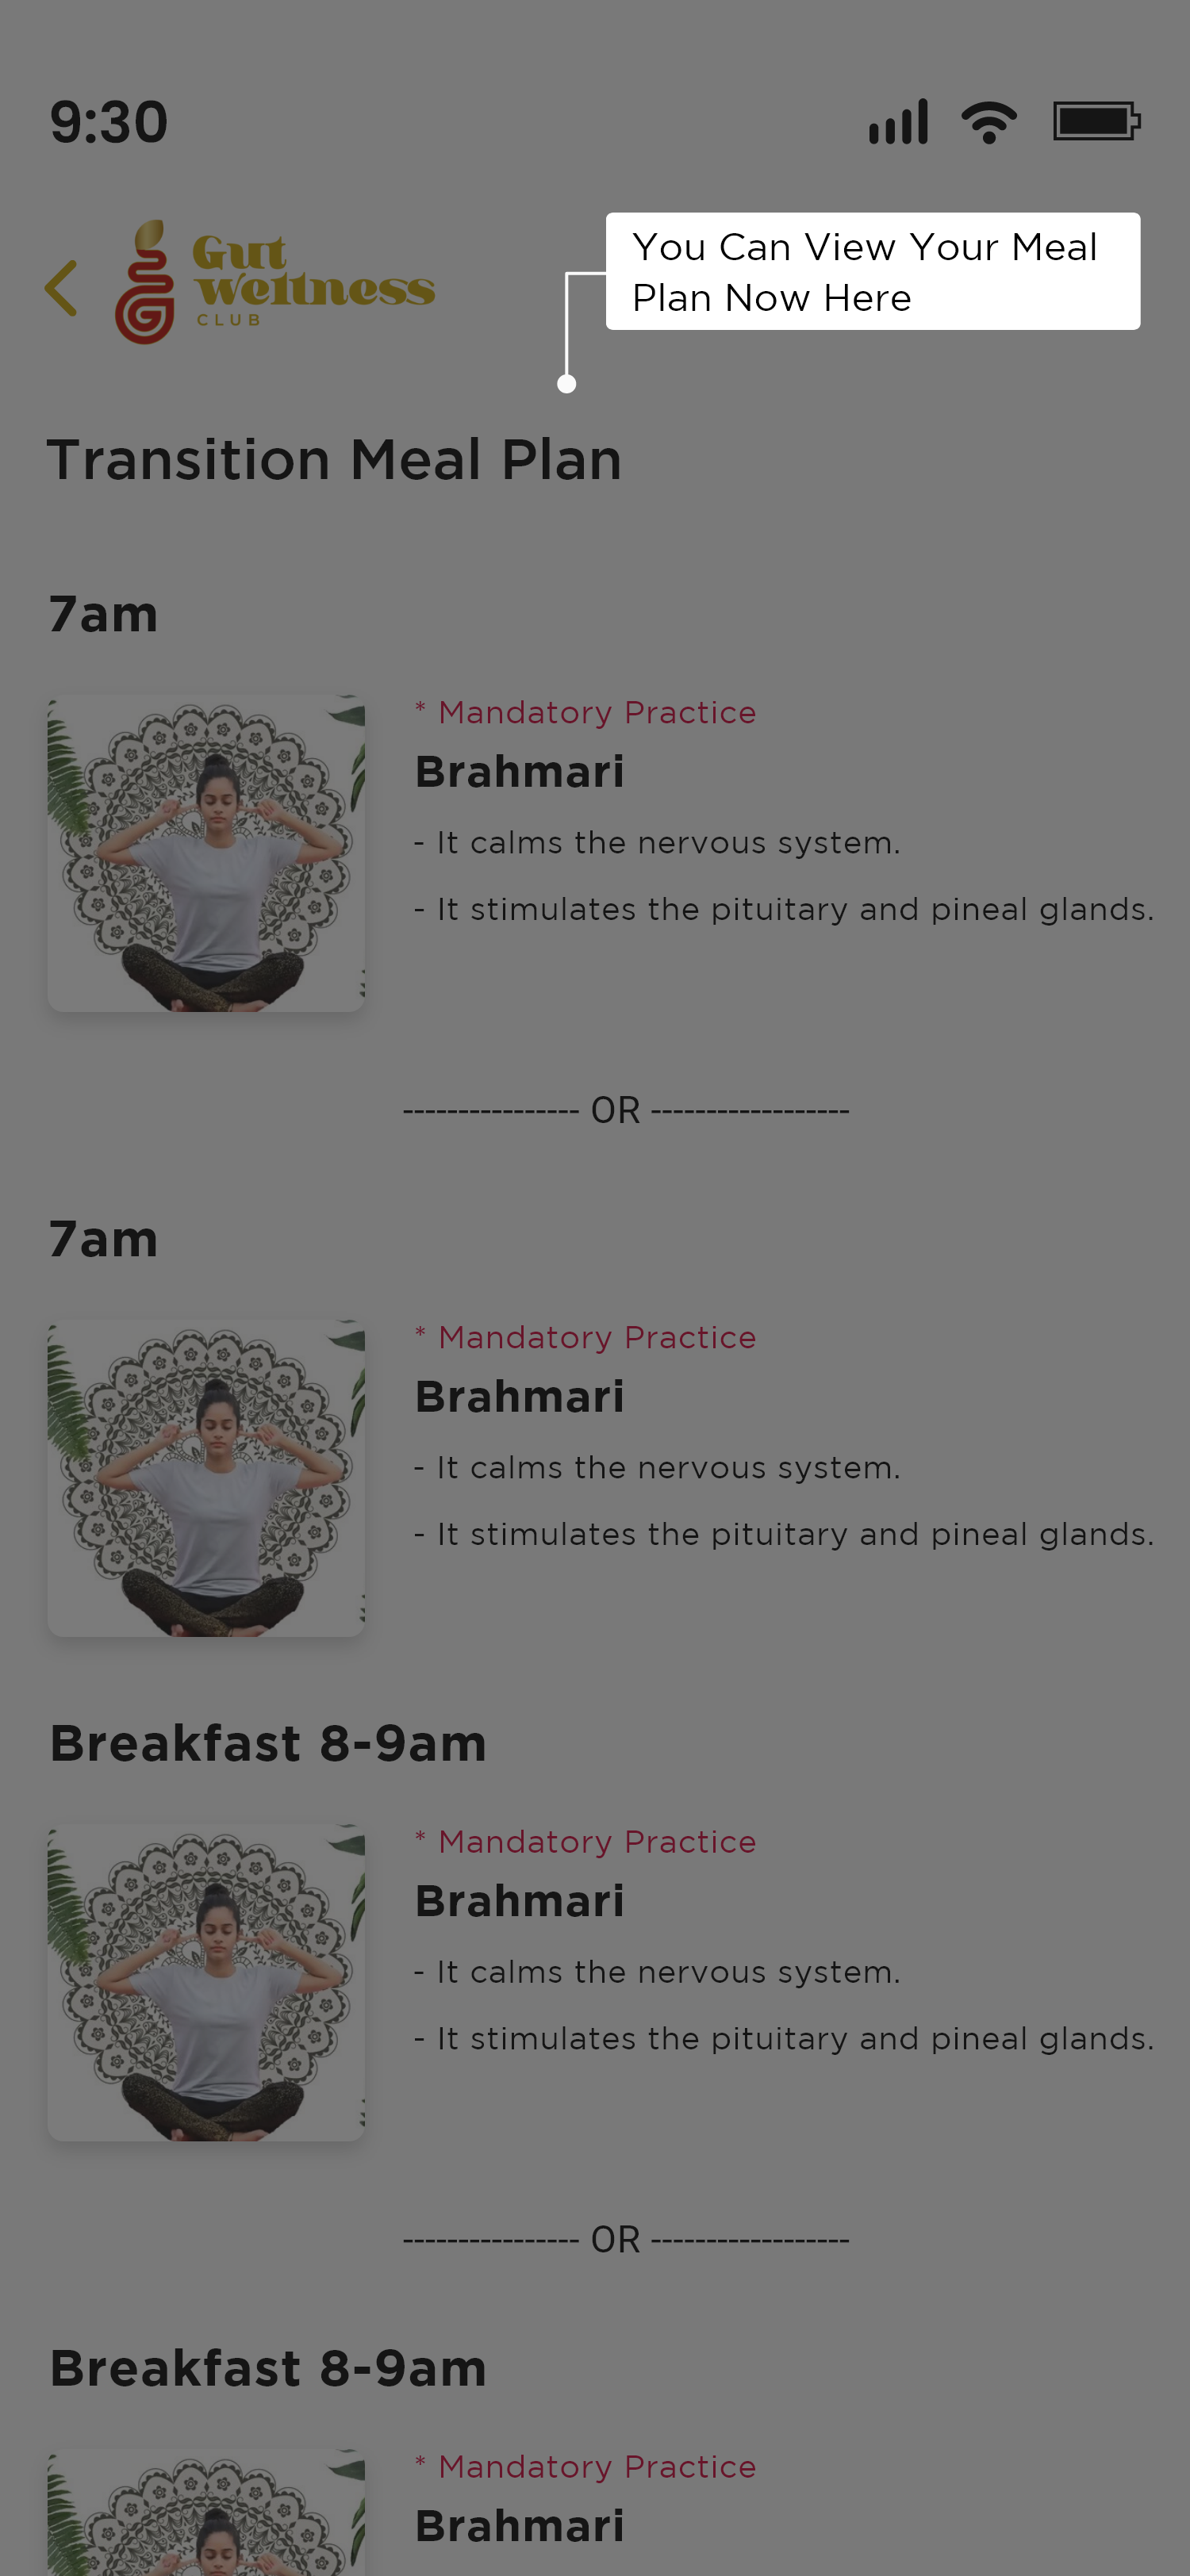 9:30
Gut
Wellness
CLUB
You Can View Your Meal
Plan Now Here
Transition Meal Plan
7am
* Mandatory Practice
Brahmari
- It calms the nervous system.
- It stimulates the pituitary and pineal glands.
---------------- OR ------------------
7am
* Mandatory Practice
Brahmari
- It calms the nervous system.
- It stimulates the pituitary and pineal glands.
Breakfast 8-9am
* Mandatory Practice
Brahmari
- It calms the nervous system.
- It stimulates the pituitary and pineal glands.
---------------- OR ------------------
Breakfast 8-9am
* Mandatory Practice
Brahmari